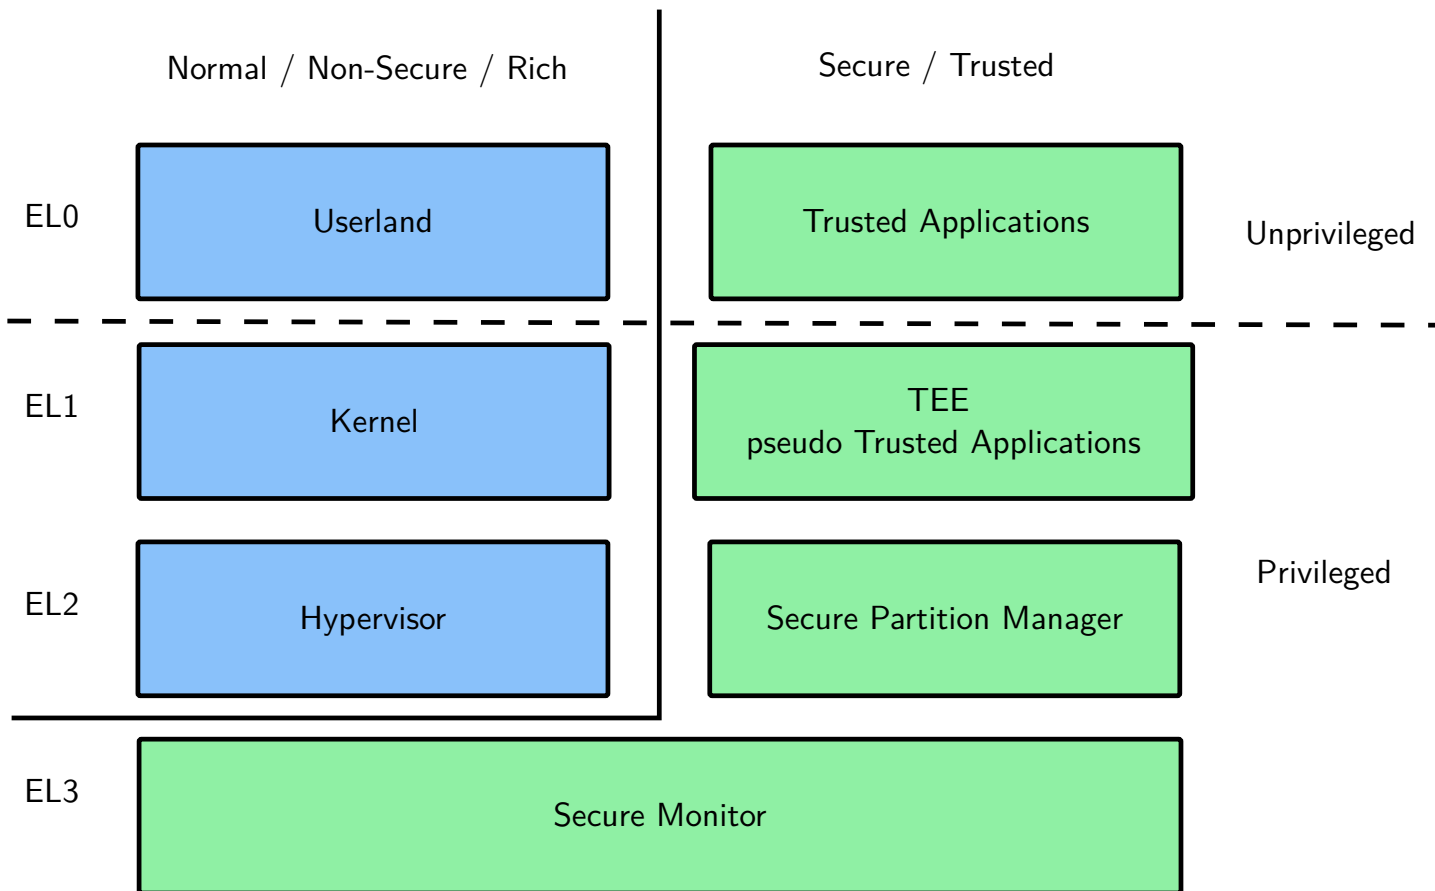 Normal / Non-Secure / Rich
Secure / Trusted
EL0
Userland
Trusted Applications
Unprivileged
EL1
Kernel
TEE
pseudo Trusted Applications
EL2
Hypervisor
Secure Partition Manager
Privileged
EL3
Secure Monitor